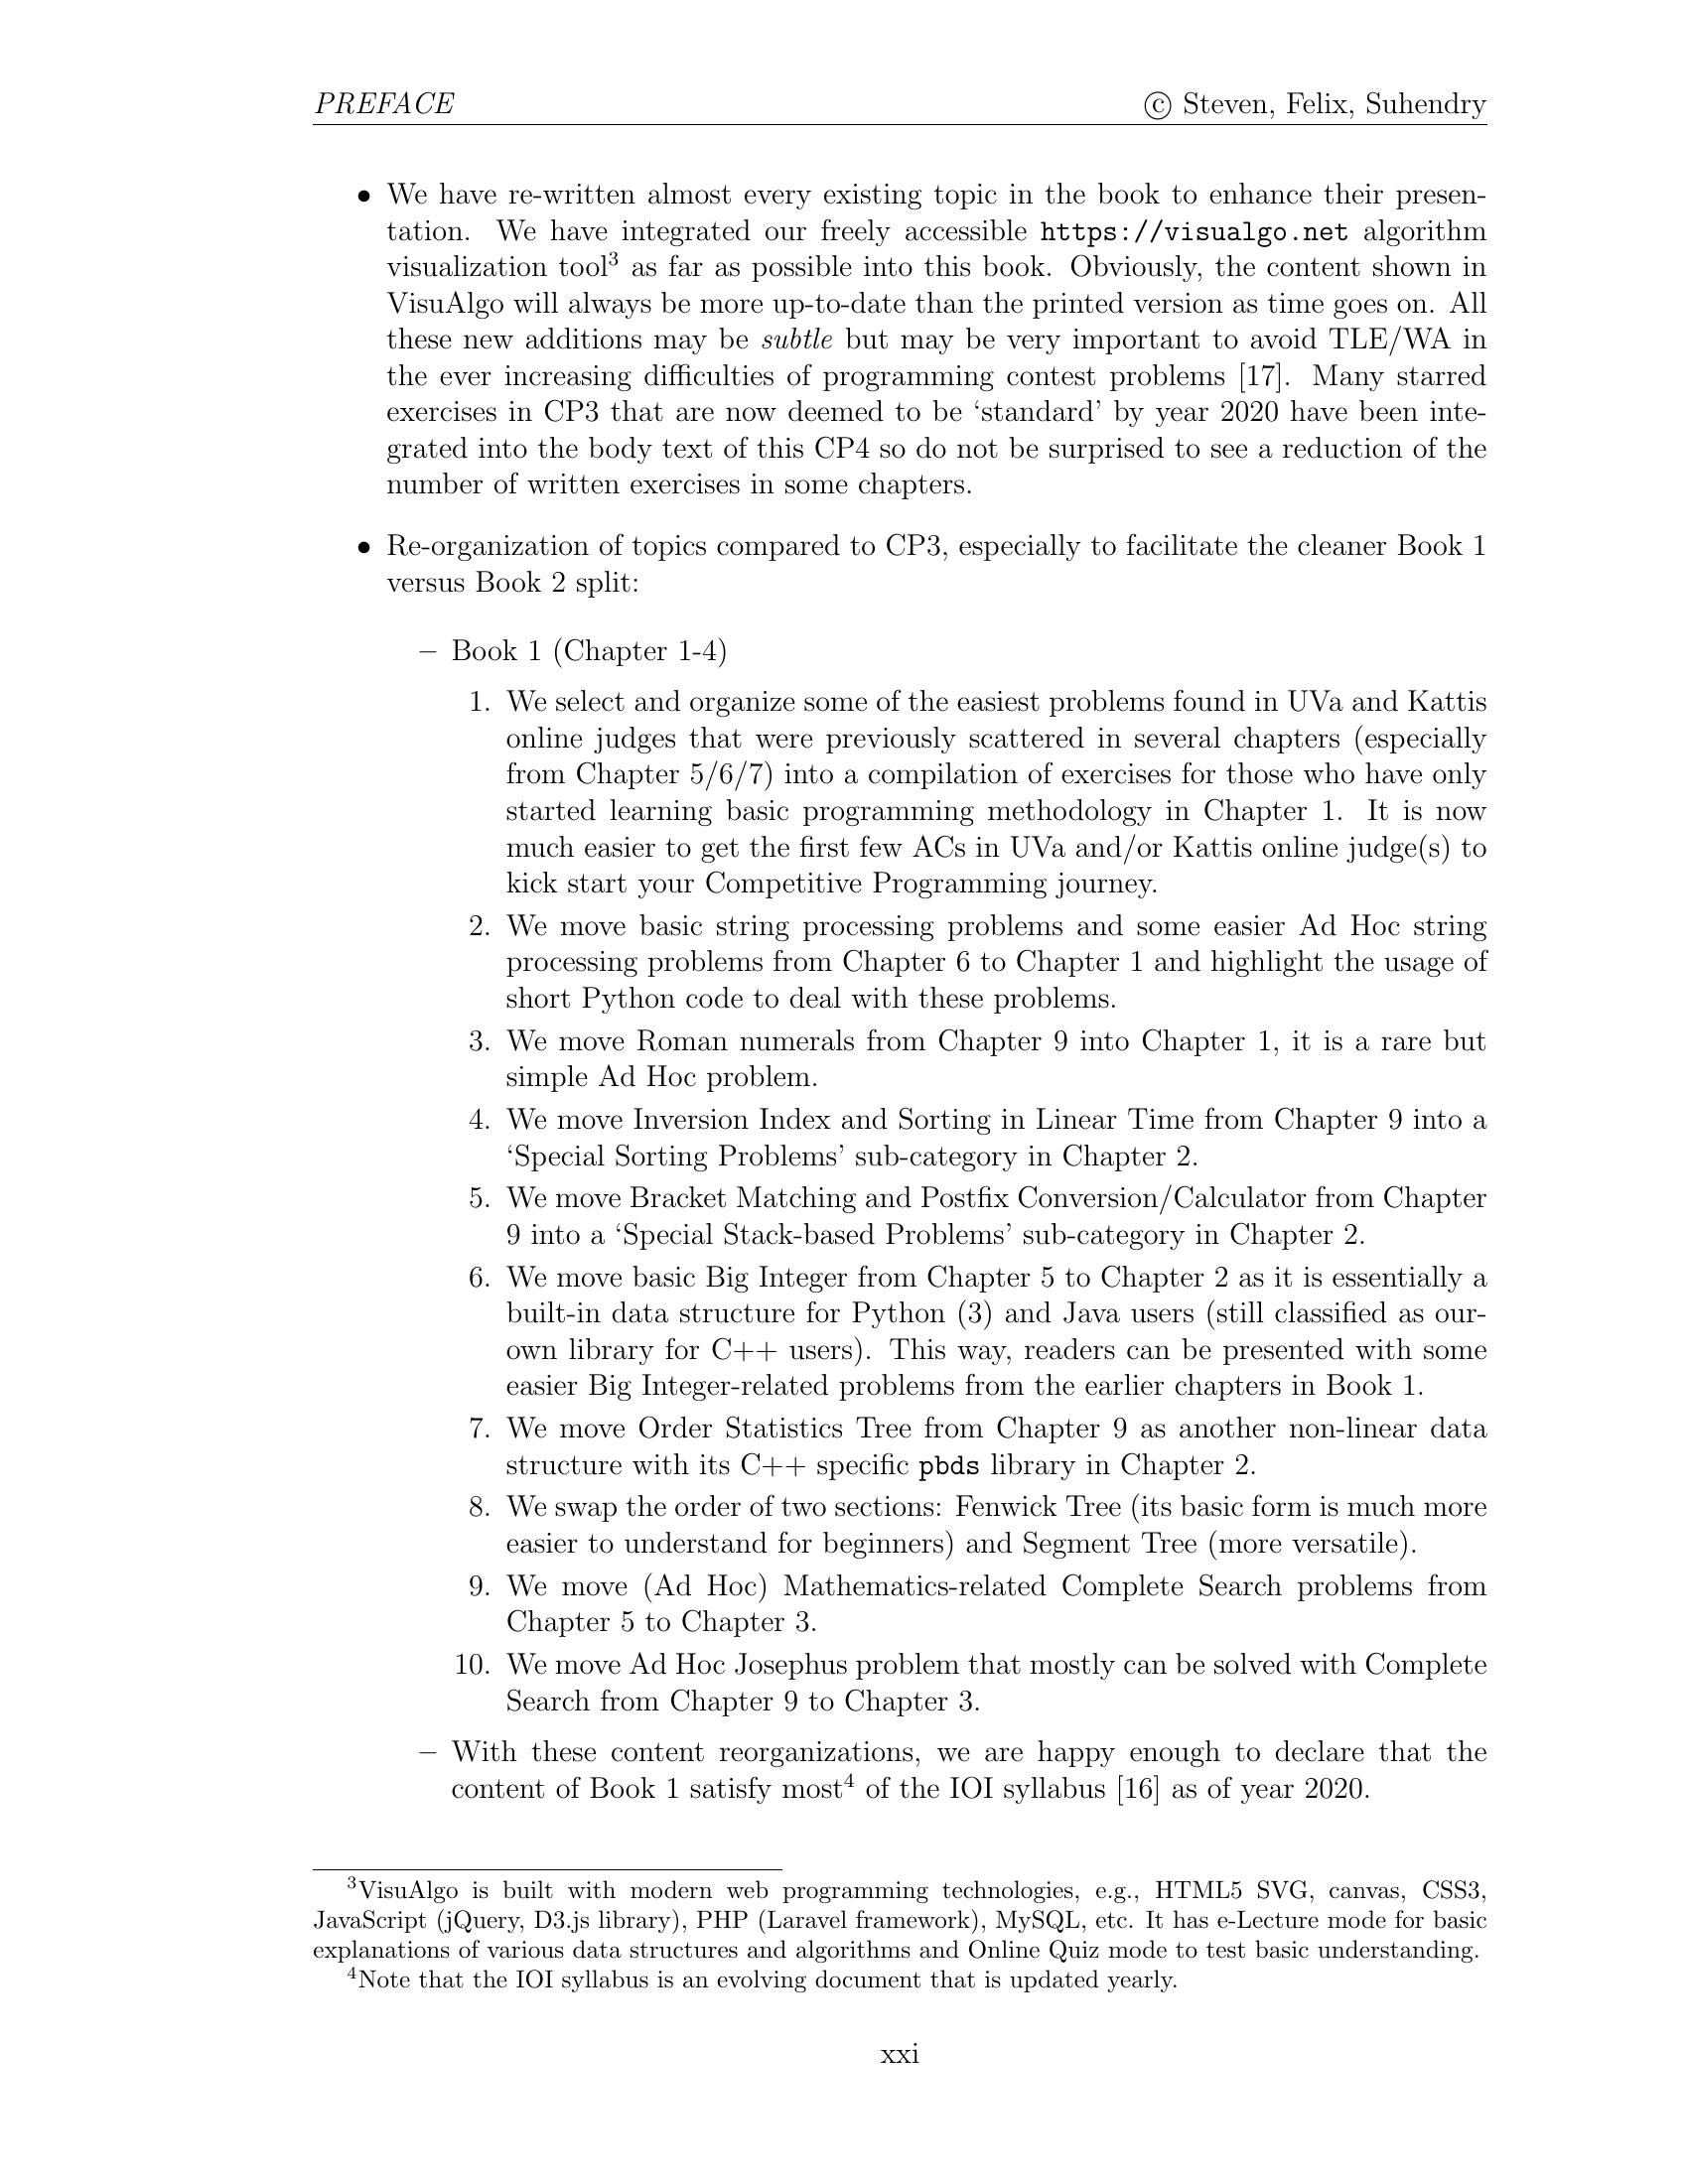 PREFACE © Steven, Felix, Suhendry
• We have re-written almost every existing topic in the book to enhance their presen-
tation. We have integrated our freely accessible https://visualgo.net algorithm
visualization tool³ as far as possible into this book. Obviously, the content shown in
VisuAlgo will always be more up-to-date than the printed version as time goes on. All
these new additions may be subtle but may be very important to avoid TLE/WA in
the ever increasing difficulties of programming contest problems [17]. Many starred
exercises in CP3 that are now deemed to be ‘standard’ by year 2020 have been inte-
grated into the body text of this CP4 so do not be surprised to see a reduction of the
number of written exercises in some chapters.
• Re-organization of topics compared to CP3, especially to facilitate the cleaner Book 1
versus Book 2 split:
– Book 1 (Chapter 1-4)
1. We select and organize some of the easiest problems found in UVa and Kattis
online judges that were previously scattered in several chapters (especially
from Chapter 5/6/7) into a compilation of exercises for those who have only
started learning basic programming methodology in Chapter 1. It is now
much easier to get the first few ACs in UVa and/or Kattis online judge(s) to
kick start your Competitive Programming journey.
2. We move basic string processing problems and some easier Ad Hoc string
processing problems from Chapter 6 to Chapter 1 and highlight the usage of
short Python code to deal with these problems.
3. We move Roman numerals from Chapter 9 into Chapter 1, it is a rare but
simple Ad Hoc problem.
4. We move Inversion Index and Sorting in Linear Time from Chapter 9 into a
‘Special Sorting Problems’ sub-category in Chapter 2.
5. We move Bracket Matching and Postfix Conversion/Calculator from Chapter
9 into a ‘Special Stack-based Problems’ sub-category in Chapter 2.
6. We move basic Big Integer from Chapter 5 to Chapter 2 as it is essentially a
built-in data structure for Python (3) and Java users (still classified as our-
own library for C++ users). This way, readers can be presented with some
easier Big Integer-related problems from the earlier chapters in Book 1.
7. We move Order Statistics Tree from Chapter 9 as another non-linear data
structure with its C++ specific pbds library in Chapter 2.
8. We swap the order of two sections: Fenwick Tree (its basic form is much more
easier to understand for beginners) and Segment Tree (more versatile).
9. We move (Ad Hoc) Mathematics-related Complete Search problems from
Chapter 5 to Chapter 3.
10. We move Ad Hoc Josephus problem that mostly can be solved with Complete
Search from Chapter 9 to Chapter 3.
– With these content reorganizations, we are happy enough to declare that the
content of Book 1 satisfy most⁴ of the IOI syllabus [16] as of year 2020.
³VisuAlgo is built with modern web programming technologies, e.g., HTML5 SVG, canvas, CSS3,
JavaScript (jQuery, D3.js library), PHP (Laravel framework), MySQL, etc. It has e-Lecture mode for basic
explanations of various data structures and algorithms and Online Quiz mode to test basic understanding.
⁴Note that the IOI syllabus is an evolving document that is updated yearly.
xxi